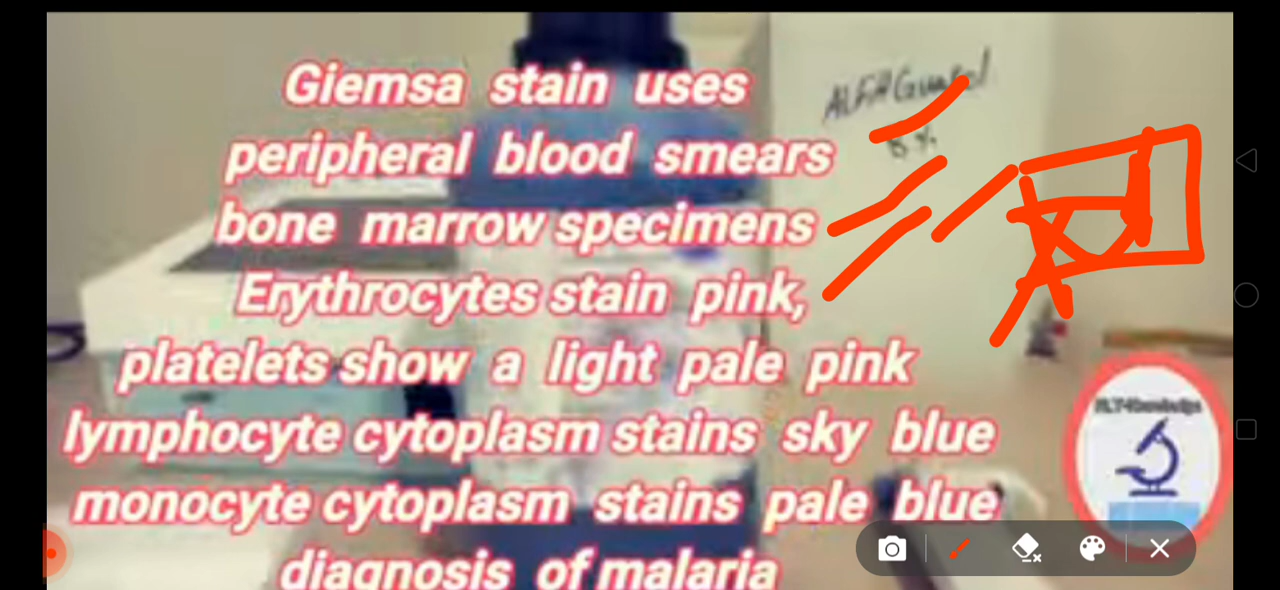 Giemsa stain uses
peripheral blood smears
bone marrow specimens
Erythrocytes stain pink,
platelets show a light pale pink
lymphocyte cytoplasm stains sky blue
monocyte cytoplasm stains pale blue
diagnosis of malaria